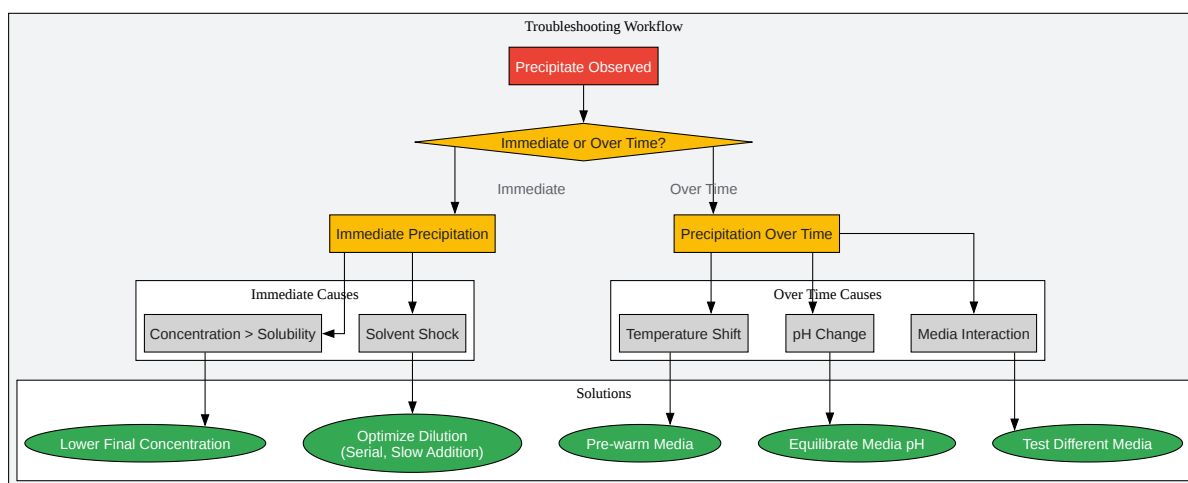 Troubleshooting Workflow
Precipitate Observed
Immediate or Over Time?
Immediate
Over Time
Immediate Precipitation
Precipitation Over Time
Immediate Causes
Over Time Causes
Concentration > Solubility
Solvent Shock
Temperature Shift
pH Change
Media Interaction
Solutions
Lower Final Concentration
Optimize Dilution
(Serial, Slow Addition)
Pre-warm Media
Equilibrate Media pH
Test Different Media